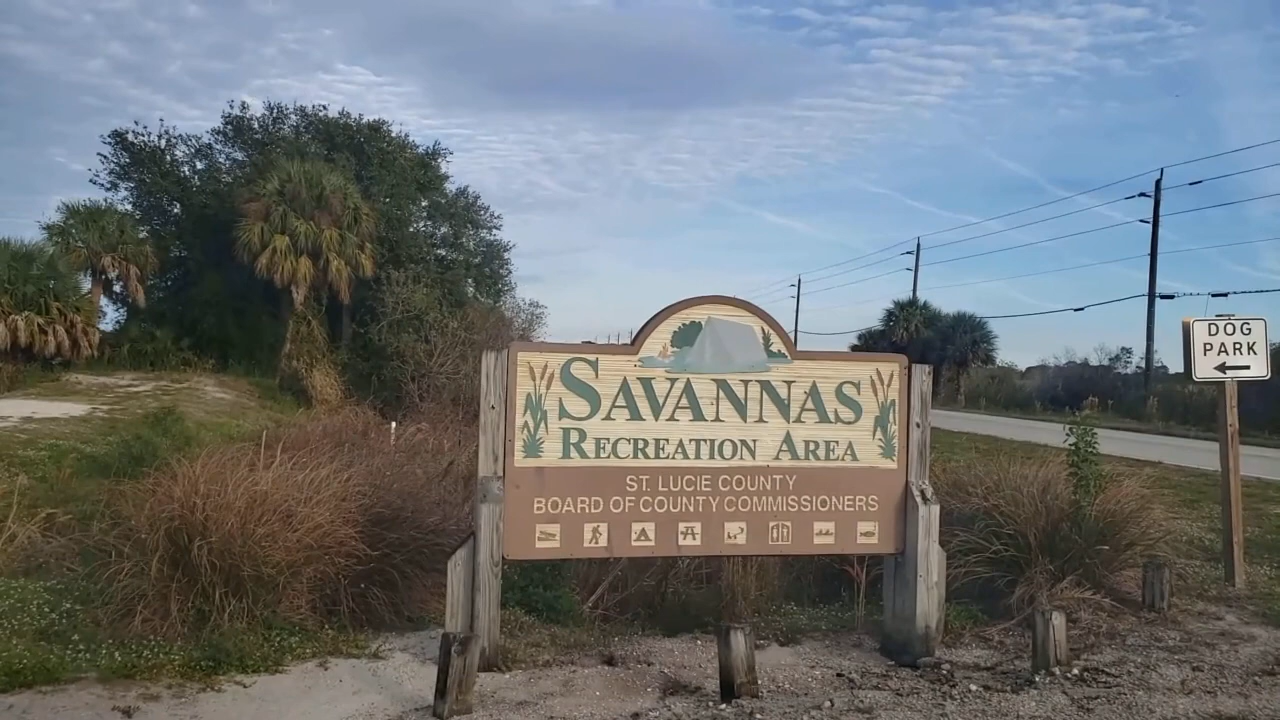 SAVANNAS
RECREATION AREA
ST. LUCIE COUNTY
BOARD OF COUNTY COMMISSIONERS
DOG
PARK